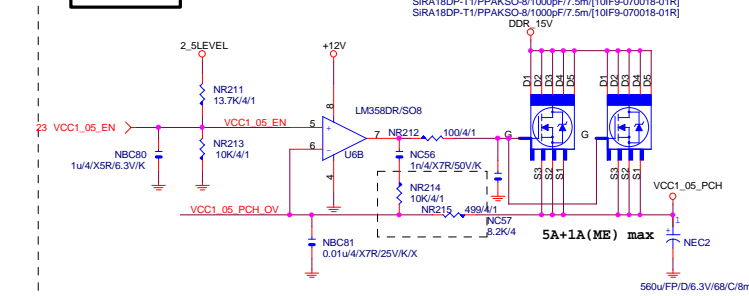 SiRA18DP-T1/PPAKSO-8/1000pF/7.5m/[10IF9-070018-01R]
SiRA18DP-T1/PPAKSO-8/1000pF/7.5m/[10IF9-070018-01R]
DDR_15V
2_5LEVEL
+12V
D1 D2 D3 D4 D5
D1 D2 D3 D4 D5
NR211
13.7K/4/1
LM358DR/SO8
23 VCC1_05_EN
VCC1_05_EN
5
+
8
7
NR212
100/4/1
G
G
6
-
U6B
4
NBC80
1u/4/X5R/6.3V/K
NR213
10K/4/1
NC56
1n/4/X7R/50V/K
S3 S2 S1
S3 S2 S1
NR214
10K/4/1
VCC1_05_PCH
VCC1_05_PCH_OV
NR215
499/4/1
NC57
8.2K/4
5A+1A(ME) max
1
NEC2
NBC81
0.01u/4/X7R/25V/K/X
560u/FP/D/6.3V/68/C/8m